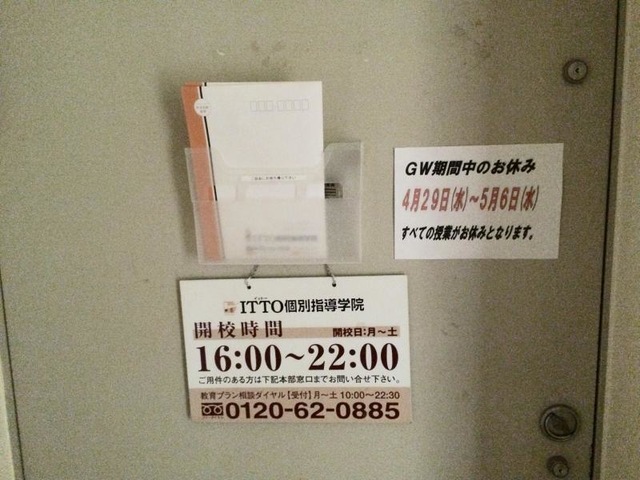 GW期間中のお休み
4月29日(水)～5月6日(水)
すべての授業がお休みとなります。
ITTO個別指導学院
開校時間
開校日:月～土
16:00～22:00
ご用件のある方は下記本部窓口までお問い合せ下さい。
教育プラン相談ダイヤル【受付】月～土 10:00～22:30
0120-62-0885